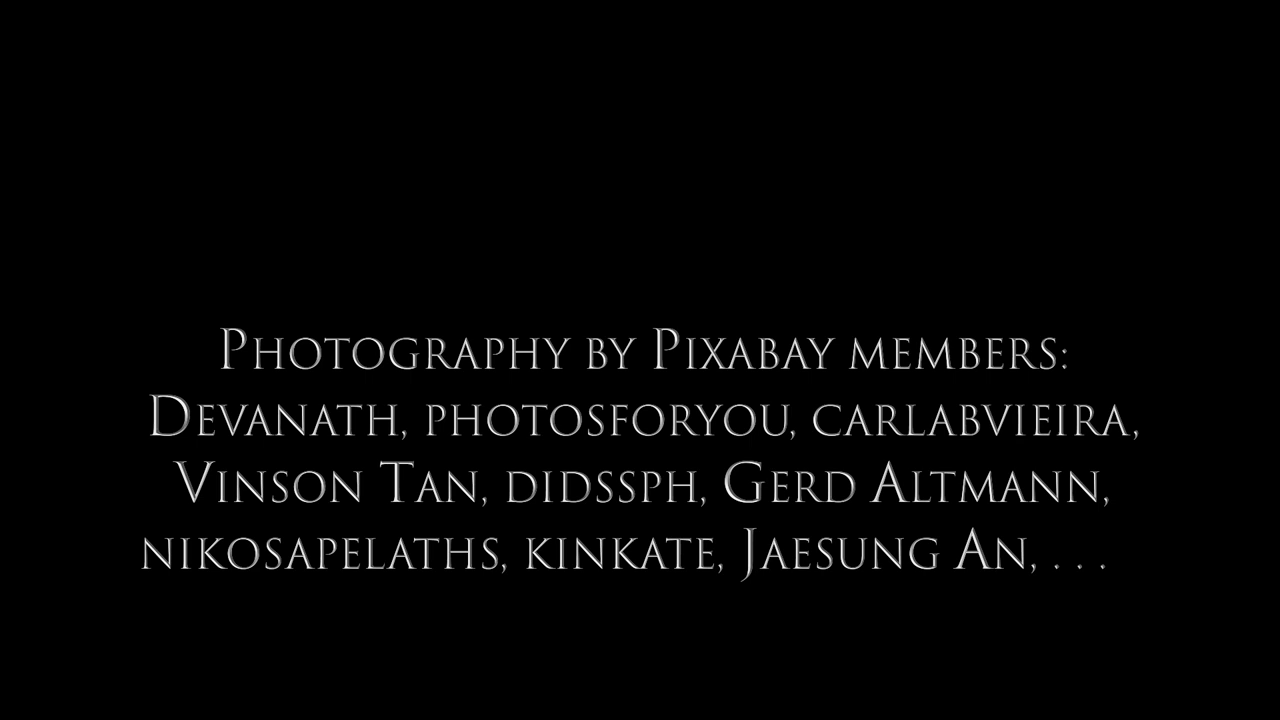 Photography by Pixabay members:
Devanath, photosforyou, carlabvieira,
Vinson Tan, didssph, Gerd Altmann,
nikosapelaths, kinkate, Jaesung An, . . .